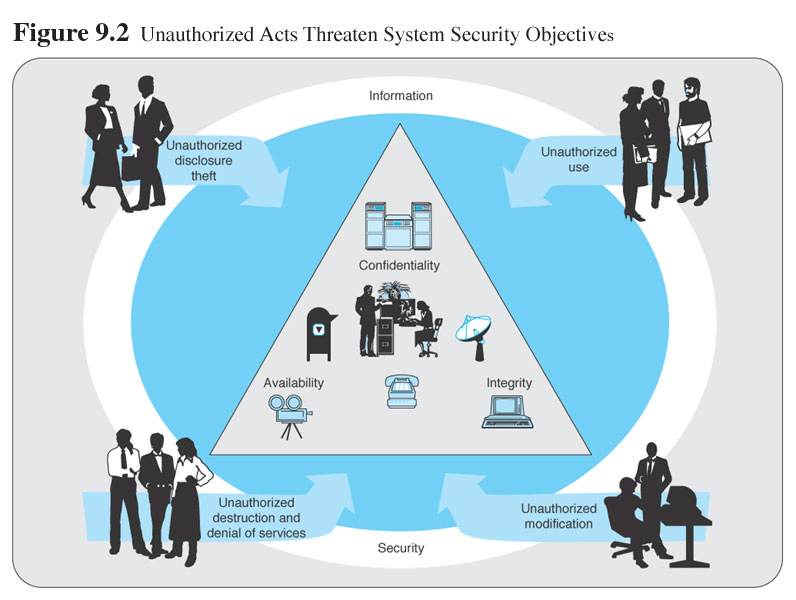 Figure 9.2 Unauthorized Acts Threaten System Security Objectives
Information
Unauthorized
disclosure
theft
Unauthorized
use
Confidentiality
Availability
Integrity
Unauthorized
destruction and
denial of services
Unauthorized
modification
Security